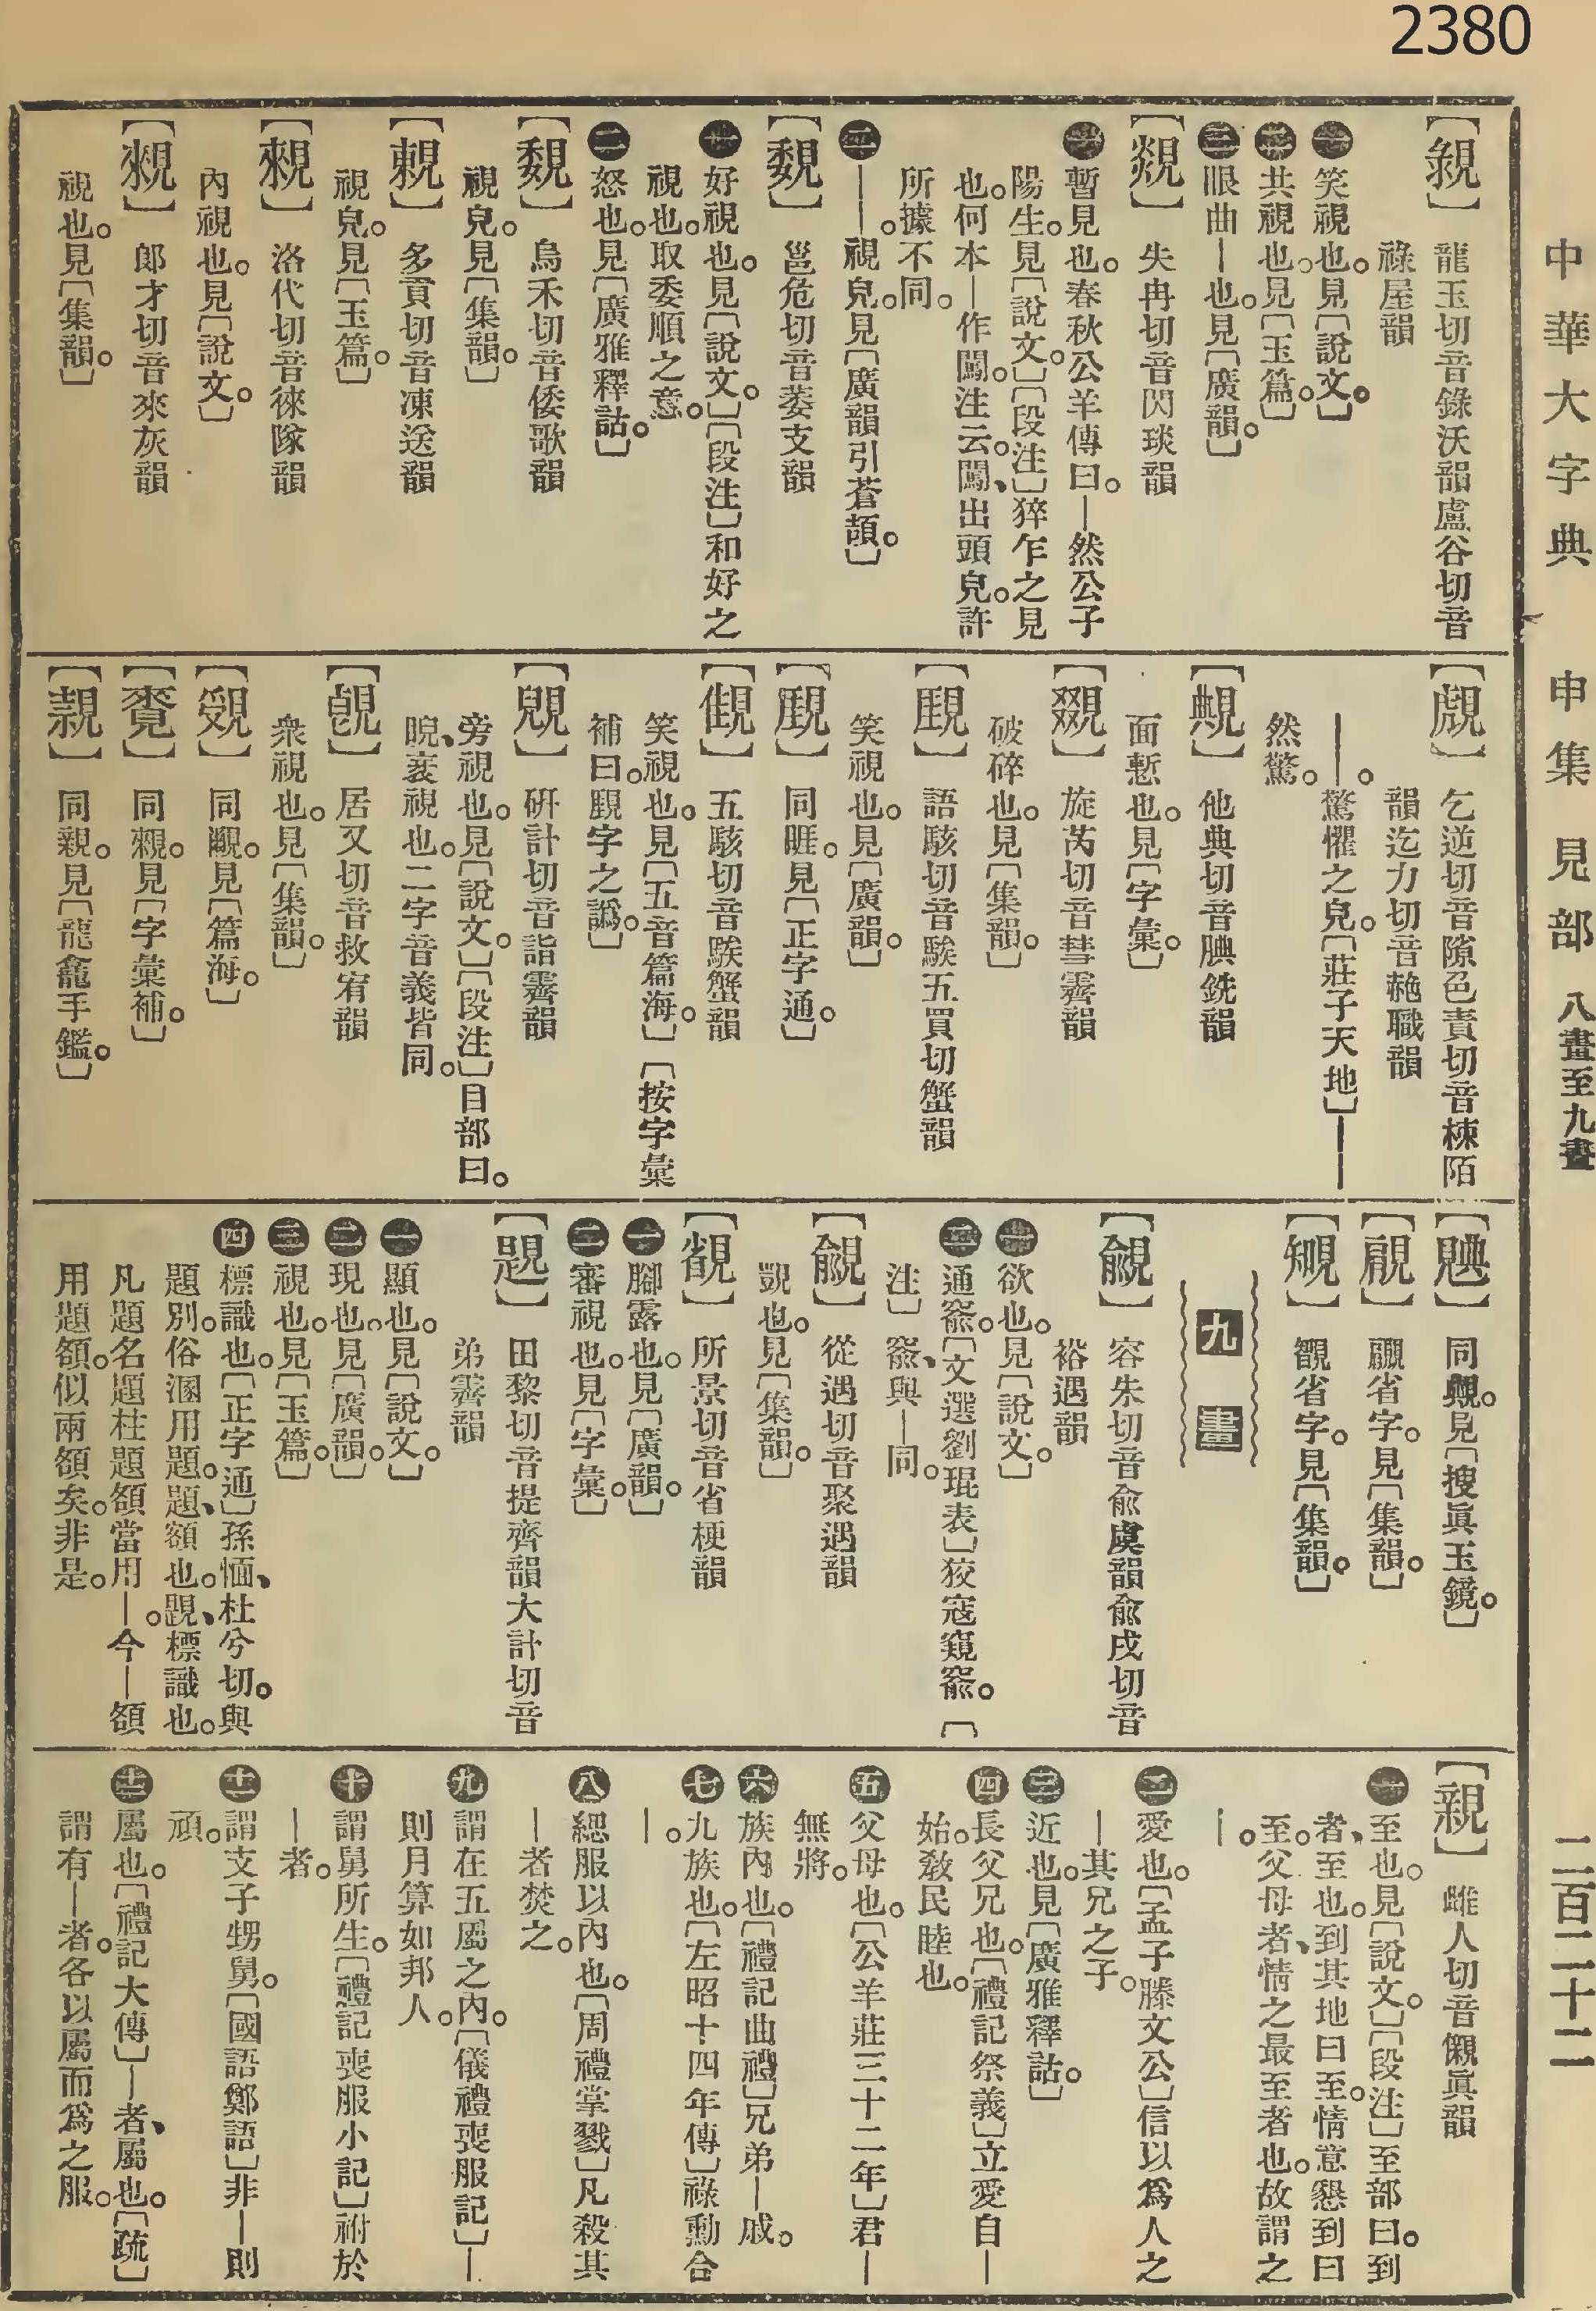 2380
中華大字典 申集 見部 八畫至九畫 二百二十二
【覙】龍玉切音錄沃韻盧谷切音
祿屋韻
㊀笑視也。見〔說文。〕
㊁共視也。見〔玉篇。〕
㊂眼曲—也。見〔廣韻。〕
【覢】失冉切音閃琰韻
㊀暫見也。春秋公羊傳曰。—然公子
陽生。見〔說文。〕〔段注〕猝乍之見
也。何本—作闖。注云。闖、出頭皃。許
所據不同。
㊁——。視皃。見〔廣韻引蒼頡。〕
【覣】邕危切音萎支韻
㊀好視也。見〔說文。〕〔段注〕和好之
視也。取委順之意。
㊁怒也。見〔廣雅釋詁。〕
【䙟】烏禾切音倭歌韻
視皃。見〔集韻。〕
【𧡍】多貢切音凍送韻
視皃。見〔玉篇。〕
【覝】洛代切音徠隊韻
內視也。見〔說文。〕
【䚅】郎才切音來灰韻
視也。見〔集韻。〕
【覤】乞逆切音隙色責切音棟陌
韻迄力切音赩職韻
——。驚懼之皃。〔莊子天地〕——
然驚。
【覥】他典切音腆銑韻
面慙也。見〔字彙。〕
旋芮切音彗霽韻
破碎也。見〔集韻。〕
語駭切音騃五買切蟹韻
笑視也。見〔廣韻。〕
同睚。見〔正字通。〕
五駭切音騃蟹韻
笑視也。見〔五音篇海。〕〔按字彙
補曰。䚀字之譌。〕
【覞】研計切音詣霽韻
旁視也。見〔說文。〕〔段注〕目部曰。
睨、衺視也。二字音義皆同。
居又切音救宥韻
衆視也。見〔集韻。〕
同覶。見〔篇海。〕
同覝。見〔字彙補。〕
同親。見〔龍龕手鑑。〕
同覥。見〔搜眞玉鏡。〕
覼省字。見〔集韻。〕
覾省字。見〔集韻。〕
九畫
【覦】容朱切音俞虞韻俞戍切音
裕遇韻
㊀欲也。見〔說文。〕
㊁通窬。〔文選劉琨表〕狡寇窺窬。〔
注〕窬、與—同。
【覦】從遇切音聚遇韻
覬也。見〔集韻。〕
【䚇】所景切音省梗韻
㊀腳露也。見〔廣韻。〕
㊁審視也。見〔字彙。〕
【題】田黎切音提齊韻大計切音
弟霽韻
㊀顯也。見〔說文。〕
㊁現也。見〔廣韻。〕
㊂視也。見〔玉篇。〕
㊃標識也。〔正字通〕孫愐、杜兮切。與
題別。俗溷用題。題、額也。䚣、標識也。
凡題名題柱題額當用—。今—額
用題額。似兩額矣。非是。
【親】雌人切音儭眞韻
㊀至也。見〔說文。〕〔段注〕至部曰。到
者、至也。到其地曰至。情意懇到曰
至。父母者、情之最至者也。故謂之
—。
㊁愛也。〔孟子滕文公〕信以爲人之
—其兄之子。
㊂近也。見〔廣雅釋詁。〕
㊃長父兄也。〔禮記祭義〕立愛自—
始。敎民睦也。
㊄父母也。〔公羊莊三十二年〕君—
無將。
㊅族內也。〔禮記曲禮〕兄弟—戚。
㊆九族也。〔左昭十四年傳〕祿勳合
—。
㊇緦服以內也。〔周禮掌戮〕凡殺其
—者焚之。
㊈謂在五屬之內。〔儀禮喪服記〕—
則月算如邦人。
㊉謂舅所生。〔禮記喪服小記〕祔於
—者。
⑪謂支子甥舅。〔國語鄭語〕非—則
頑。
⑫屬也。〔禮記大傳〕—者、屬也。〔疏〕
謂有—者。各以屬而爲之服。